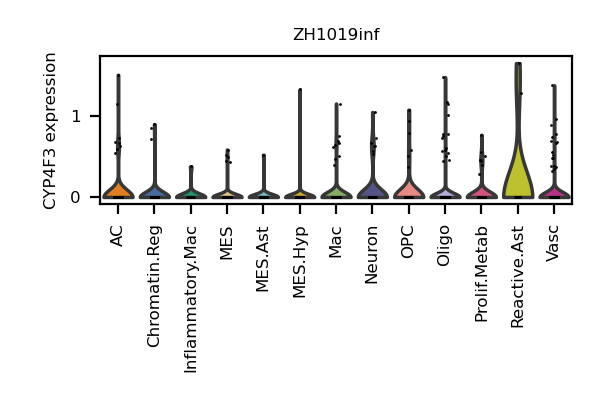 ZH1019inf
CYP4F3 expression
1
0
AC
Chromatin.Reg
Inflammatory.Mac
MES
MES.Ast
MES.Hyp
Mac
Neuron
OPC
Oligo
Prolif.Metab
Reactive.Ast
Vasc